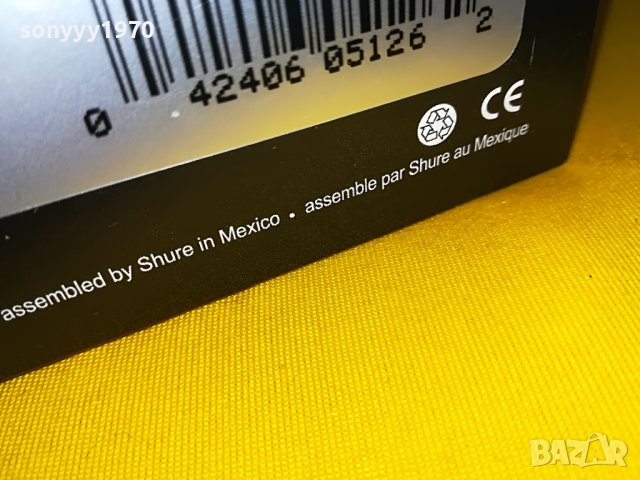 sonyyy1970
0 42406 05126 2
CE
assembled by Shure in Mexico • assemble par Shure au Mexique
BAZAR